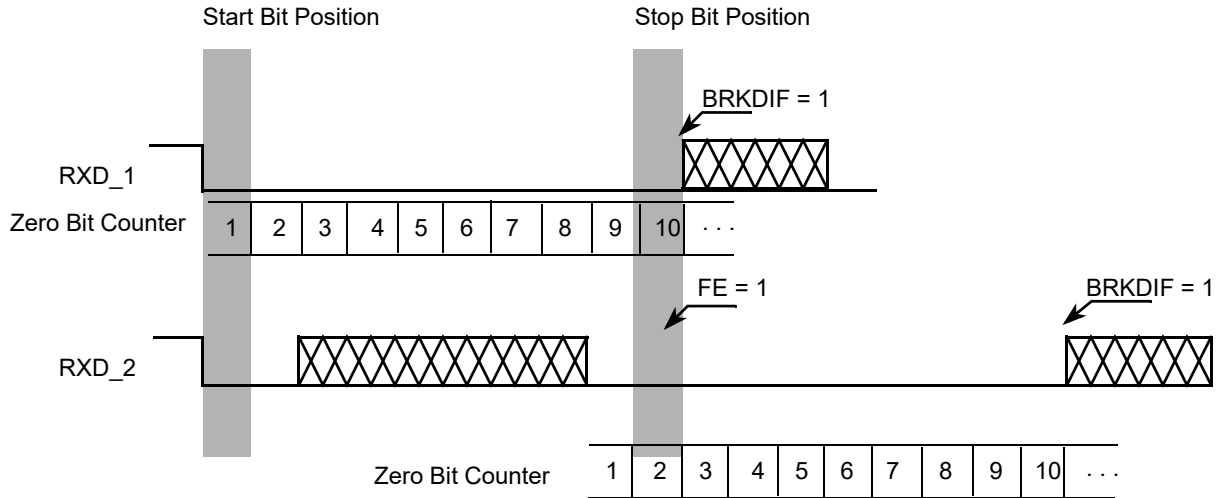 Start Bit Position Stop Bit Position
BRKDIF = 1
RXD_1
Zero Bit Counter 1 2 3 4 5 6 7 8 9 10 . . .
FE = 1 BRKDIF = 1
RXD_2
Zero Bit Counter 1 2 3 4 5 6 7 8 9 10 . . .